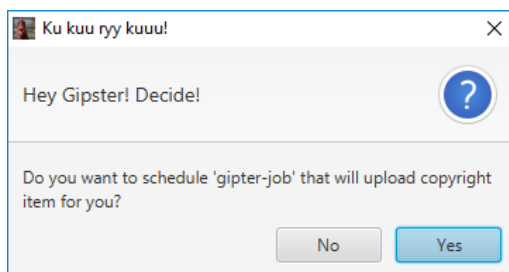 Ku kuu ryy kuuu!
Hey Gipster! Decide!
?
Do you want to schedule 'gipter-job' that will upload copyright
item for you?
No
Yes